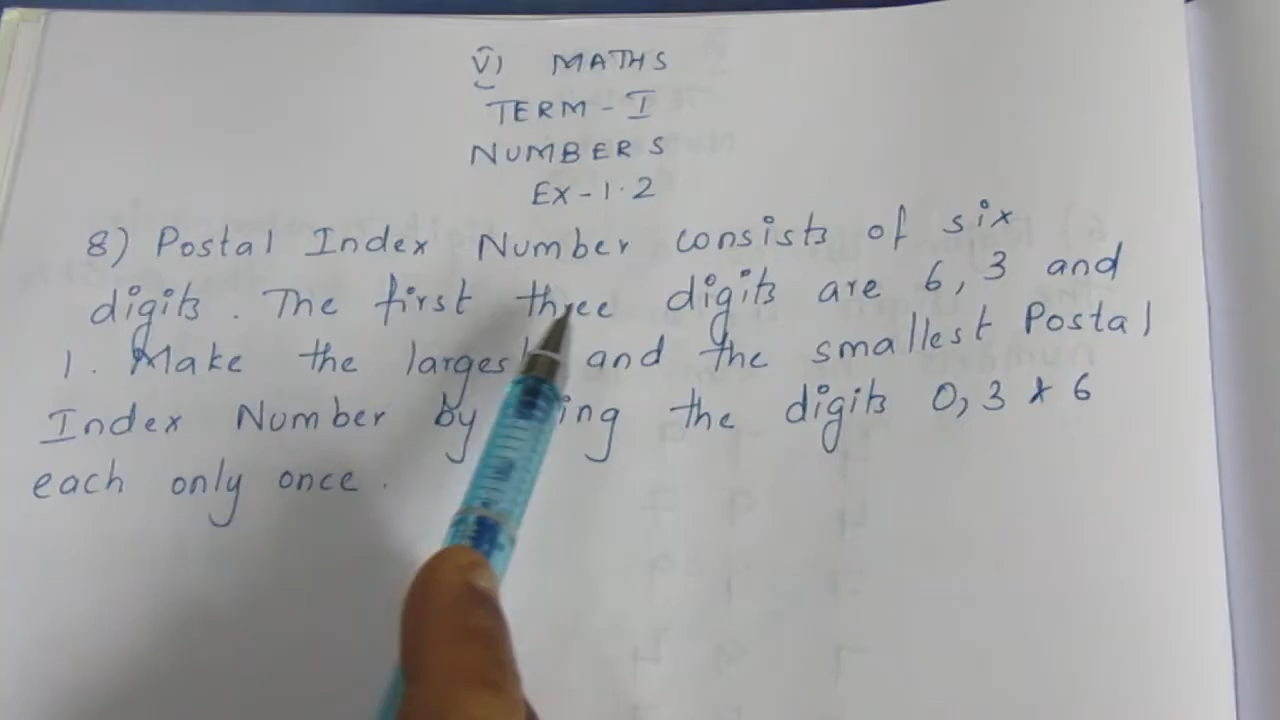 VI MATHS
TERM - I
NUMBERS
Ex - 1.2
8) Postal Index Number consists of six
digits. The first three digits are 6, 3 and
1. Make the largest and the smallest Postal
Index Number by the digits 0, 3 & 6
each only once.